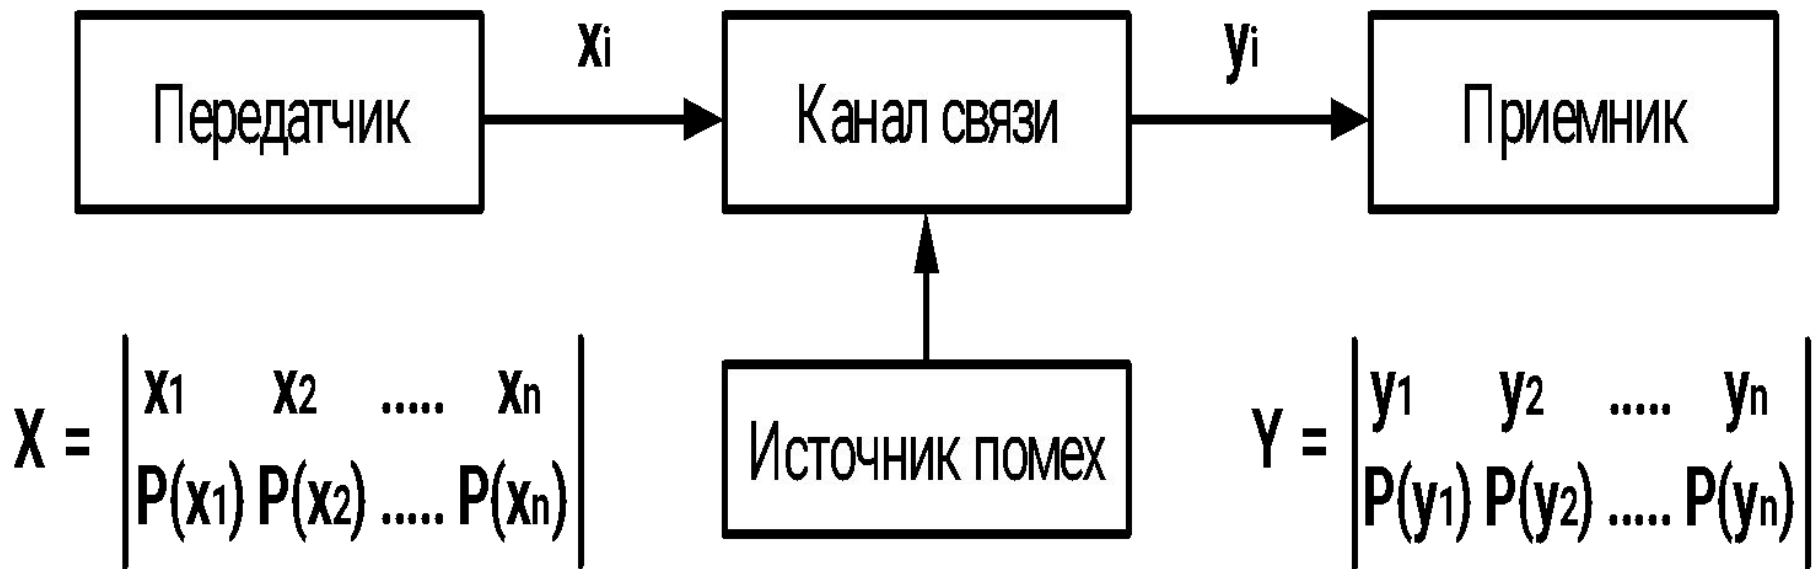 xi
yi
Передатчик
Канал связи
Приемник
X = | x1 x2 ..... xn |
| P(x1) P(x2) ..... P(xn) |
Источник помех
Y = | y1 y2 ..... yn |
| P(y1) P(y2) ..... P(yn) |